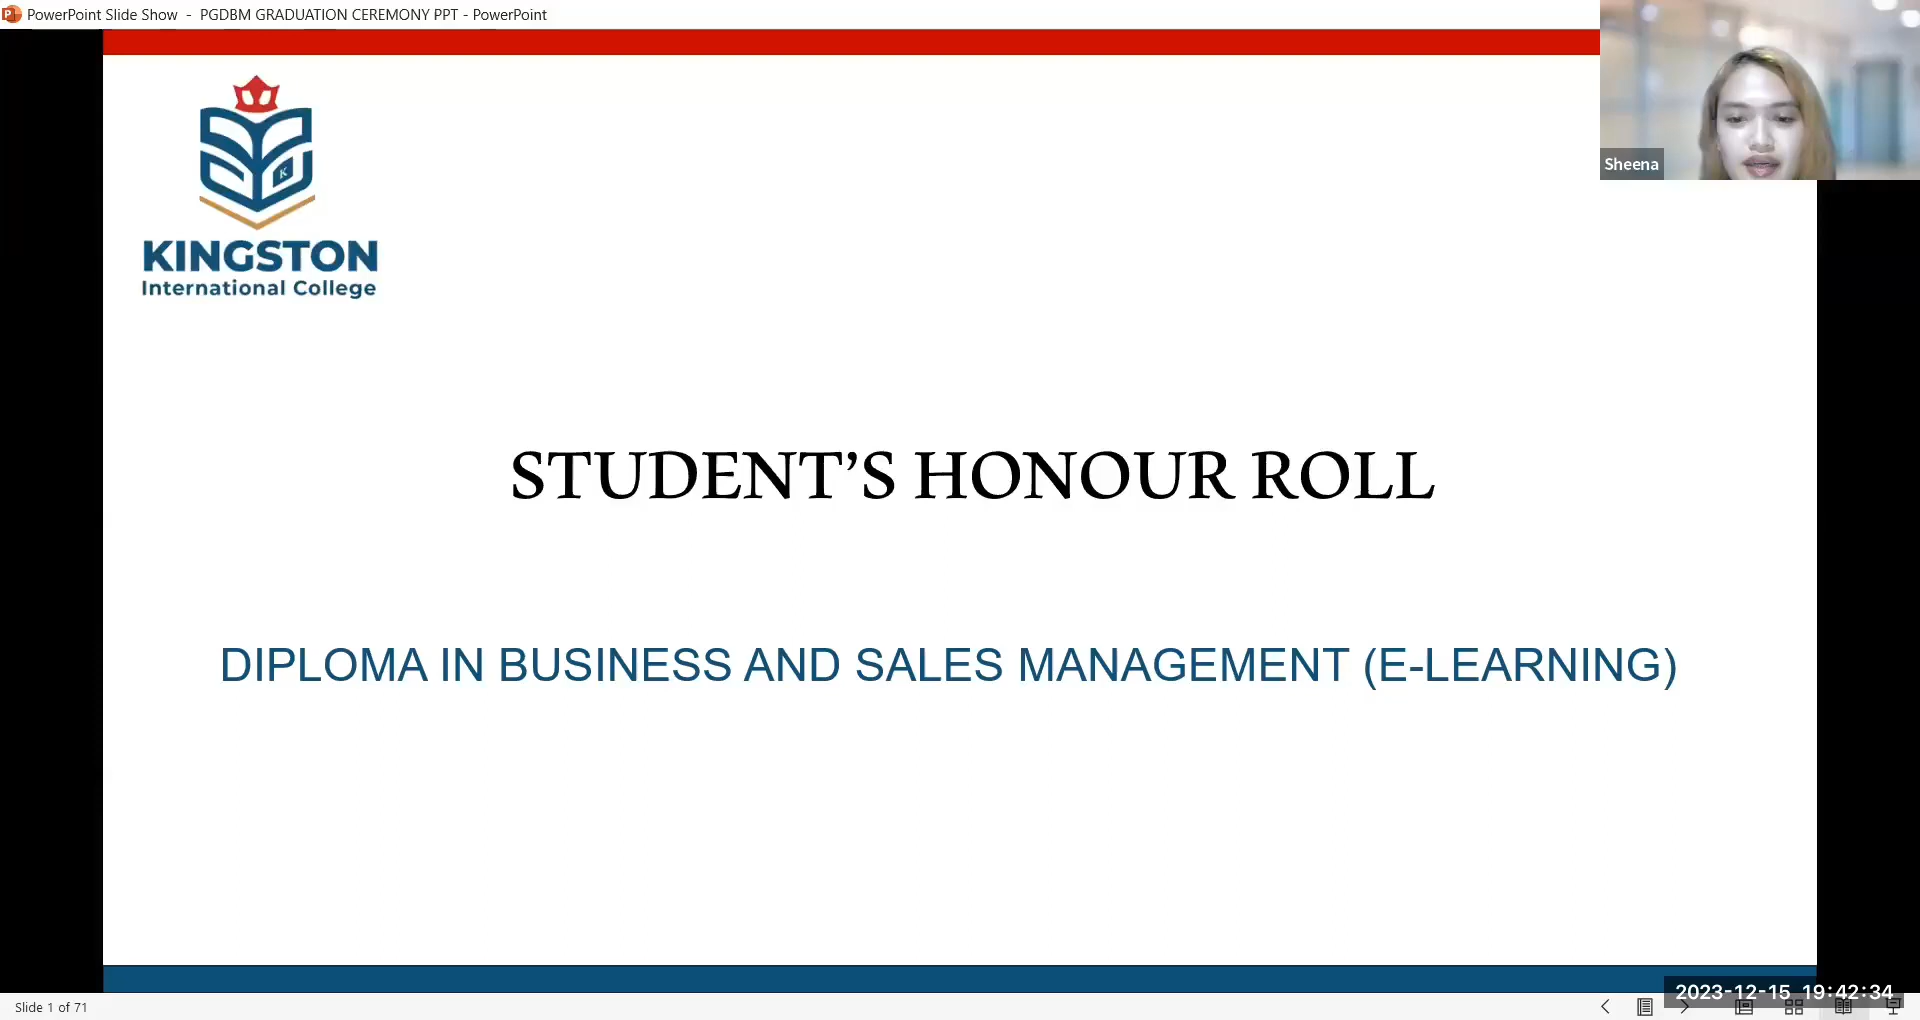 PowerPoint Slide Show - PGDBM GRADUATION CEREMONY PPT - PowerPoint
Sheena
K
KINGSTON
International College
STUDENT’S HONOUR ROLL
DIPLOMA IN BUSINESS AND SALES MANAGEMENT (E-LEARNING)
2023-12-15 19:42:34
Slide 1 of 71